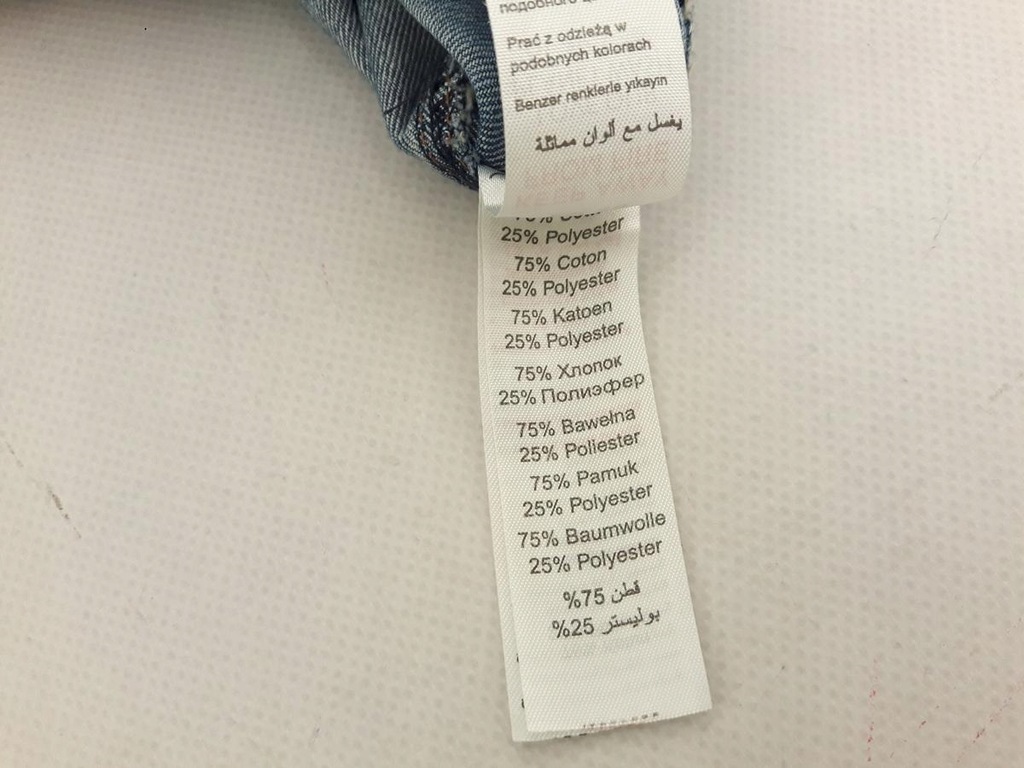 подобного
Prać z odzieżą w
podobnych kolorach
Benzer renklerle yıkayın
يغسل مع ألوان مماثلة
25% Polyester
75% Coton
25% Polyester
75% Katoen
25% Polyester
75% Хлопок
25% Полиэфер
75% Bawełna
25% Poliester
75% Pamuk
25% Polyester
75% Baumwolle
25% Polyester
%75 قطن
%25 بوليستر